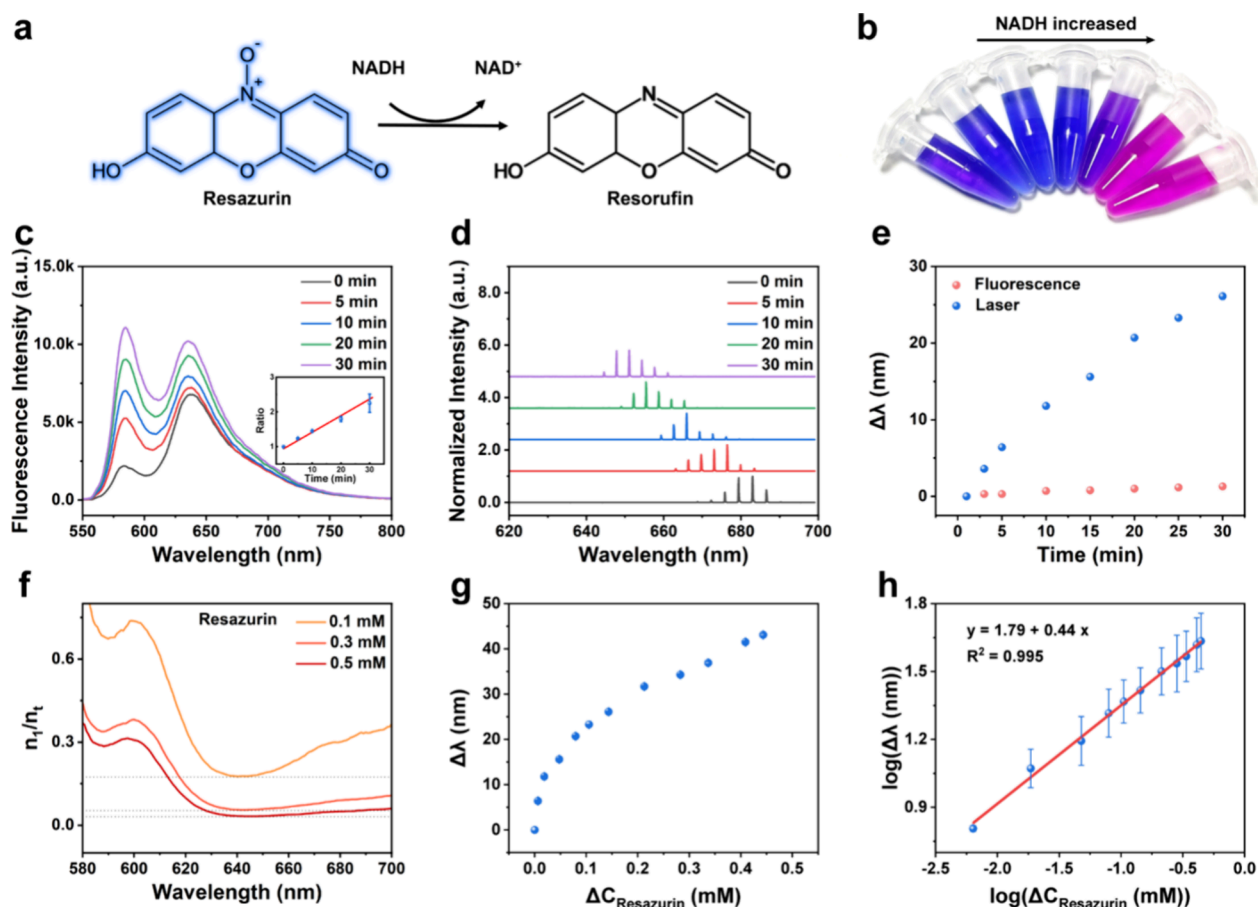 a
O-
N+
HO
O
O
Resazurin
NADH
NAD+
N
HO
O
O
Resorufin
b
NADH increased
c
Fluorescence Intensity (a.u.)
15.0k
10.0k
5.0k
0.0
550 600 650 700 750 800
Wavelength (nm)
0 min
5 min
10 min
20 min
30 min
Ratio
3
2
1
0 10 20 30
Time (min)
d
Normalized Intensity (a.u.)
8.0
6.0
4.0
2.0
0.0
620 640 660 680 700
Wavelength (nm)
0 min
5 min
10 min
20 min
30 min
e
Δλ (nm)
30
20
10
0
0 5 10 15 20 25 30
Time (min)
Fluorescence
Laser
f
n1/nt
0.6
0.3
0.0
580 600 620 640 660 680 700
Wavelength (nm)
Resazurin
0.1 mM
0.3 mM
0.5 mM
g
Δλ (nm)
50
40
30
20
10
0
0.0 0.1 0.2 0.3 0.4 0.5
ΔCResazurin (mM)
h
log(Δλ (nm))
1.8
1.5
1.2
0.9
-2.5 -2.0 -1.5 -1.0 -0.5 0.0
log(ΔCResazurin (mM))
y = 1.79 + 0.44 x
R2 = 0.995